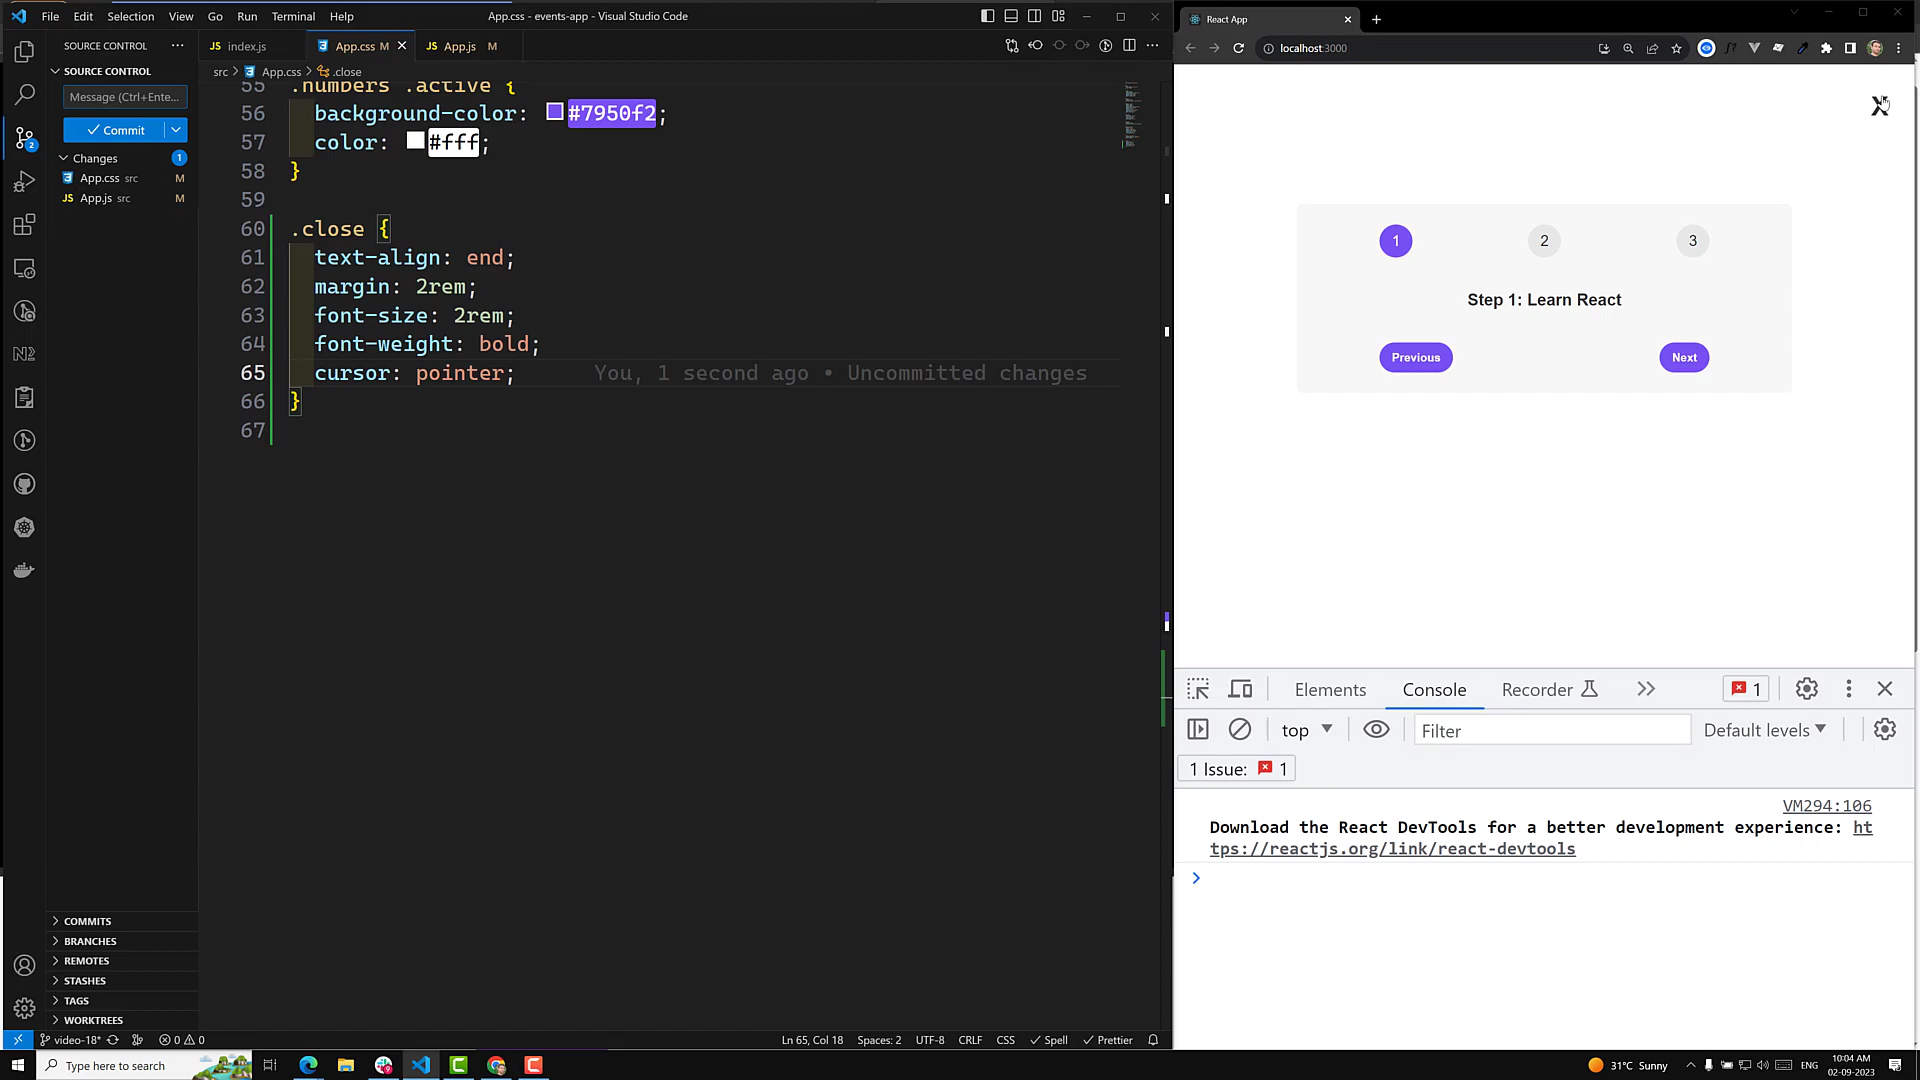 File Edit Selection View Go Run Terminal Help
App.css - events-app - Visual Studio Code
SOURCE CONTROL
index.js
App.css M
App.js M
src > App.css > .close
SOURCE CONTROL
Message (Ctrl+Ente...
Commit
Changes 1
App.css src M
App.js src M
2
COMMITS
BRANCHES
REMOTES
STASHES
TAGS
WORKTREES
55 .numbers .active {
56 background-color: #7950f2;
57 color: #fff;
58 }
59
60 .close {
61 text-align: end;
62 margin: 2rem;
63 font-size: 2rem;
64 font-weight: bold;
65 cursor: pointer; You, 1 second ago • Uncommitted changes
66 }
67
video-18* 0 0
Ln 65, Col 18 Spaces: 2 UTF-8 CRLF CSS Spell Prettier
React App
localhost:3000
1 2 3
Step 1: Learn React
Previous Next
Elements Console Recorder 1
top Filter Default levels
1 Issue: 1
VM294:106
Download the React DevTools for a better development experience: ht
tps://reactjs.org/link/react-devtools
Type here to search
31°C Sunny
ENG
10:04 AM
02-09-2023